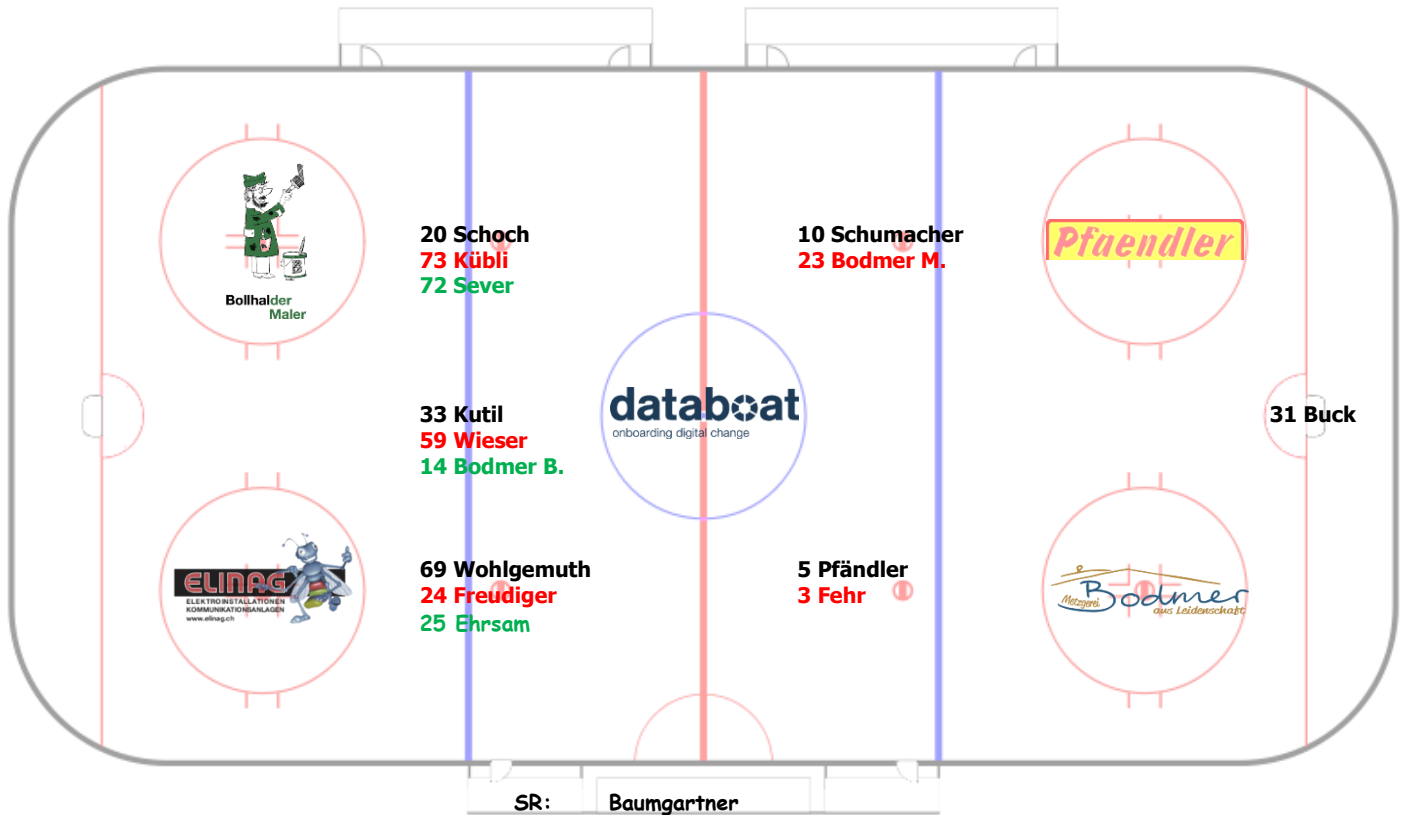 20 Schoch
73 Kübli
72 Sever
10 Schumacher
23 Bodmer M.
Pfaendler
Bollhalder
Maler
33 Kutil
59 Wieser
14 Bodmer B.
databoat
onboarding digital change
31 Buck
69 Wohlgemuth
24 Freudiger
25 Ehrsam
5 Pfändler
3 Fehr
ELINAG
ELEKTROINSTALLATIONEN
KOMMUNIKATIONSANLAGEN
www.elinag.ch
Metzgerei Bodmer
aus Leidenschaft
SR: Baumgartner